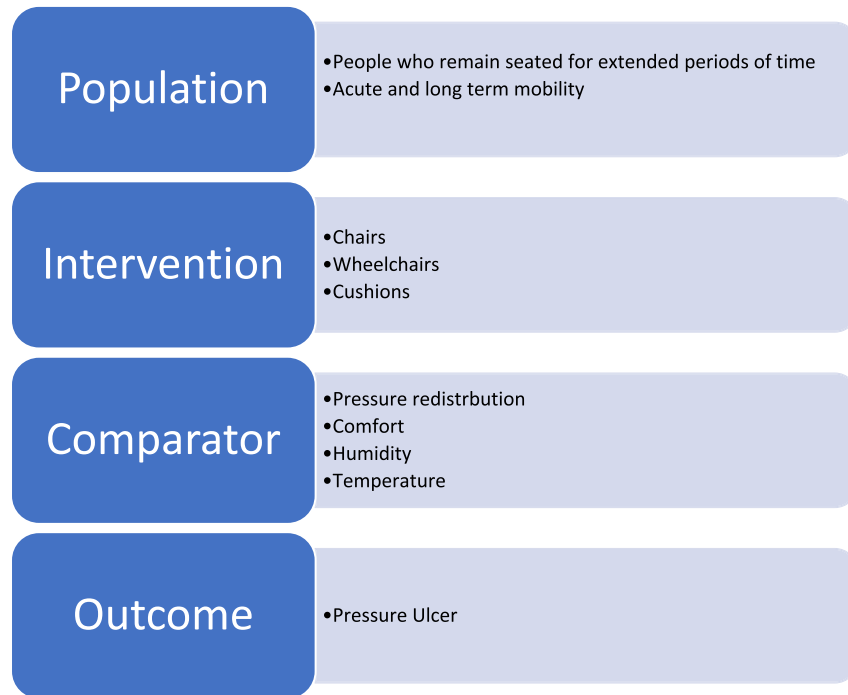 Population
•People who remain seated for extended periods of time
•Acute and long term mobility
Intervention
•Chairs
•Wheelchairs
•Cushions
Comparator
•Pressure redistrbution
•Comfort
•Humidity
•Temperature
Outcome
•Pressure Ulcer